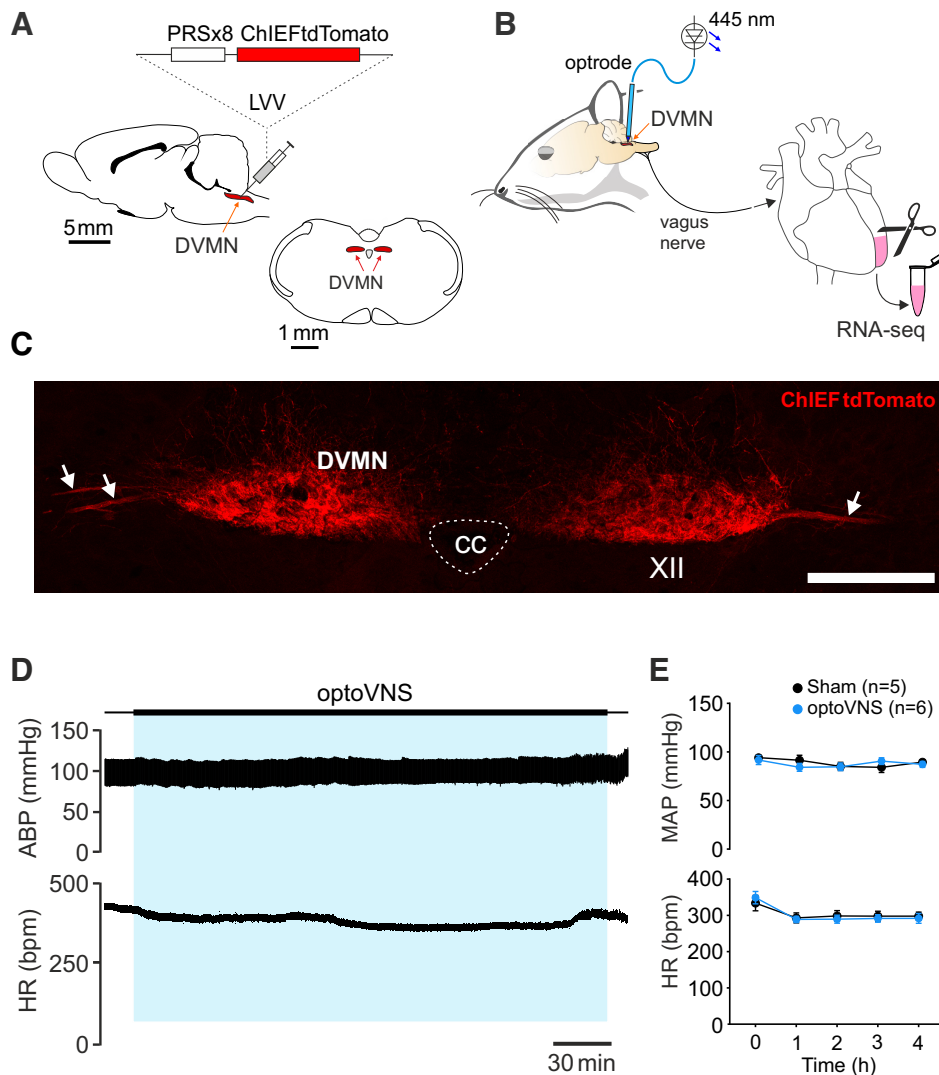 A
PRSx8 ChIEFtdTomato
LVV
5 mm
DVMN
DVMN
1 mm
B
445 nm
optrode
DVMN
vagus
nerve
RNA-seq
C
ChIEFtdTomato
DVMN
CC
XII
D
optoVNS
150
100
50
0
ABP (mmHg)
500
250
0
HR (bpm)
30 min
E
Sham (n=5)
optoVNS (n=6)
150
100
50
0
MAP (mmHg)
400
300
200
100
0
HR (bpm)
0 1 2 3 4
Time (h)